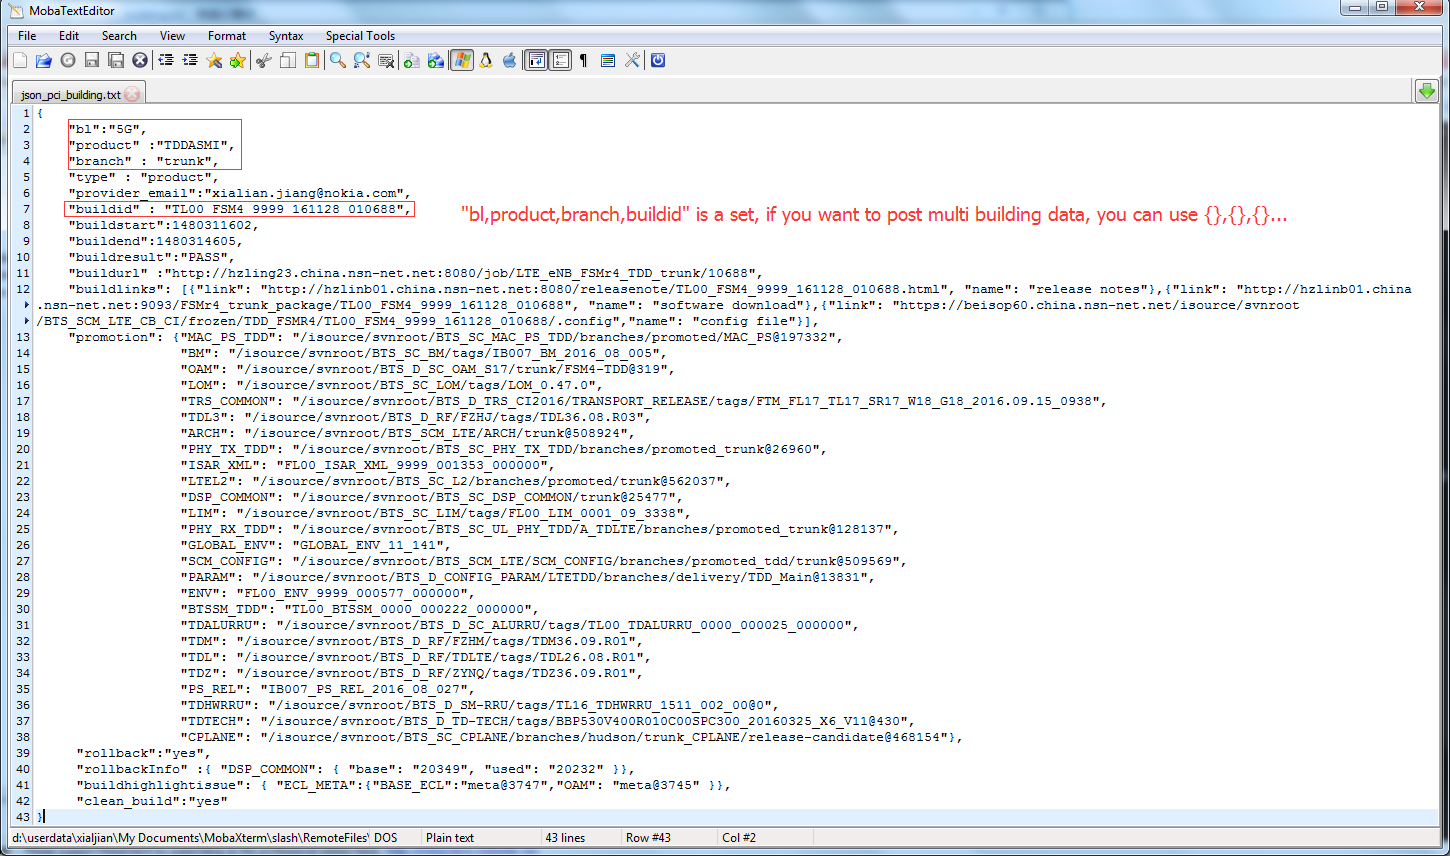 MobaTextEditor
File Edit Search View Format Syntax Special Tools
json_pci_building.txt
1 {
2 "bl":"5G",
3 "product" :"TDDASMI",
4 "branch" : "trunk",
5 "type" : "product",
6 "provider_email":"xialian.jiang@nokia.com",
7 "buildid" : "TL00_FSM4_9999_161128_010688",
"bl,product,branch,buildid" is a set, if you want to post multi building data, you can use {},{},{}...
8 "buildstart":1480311602,
9 "buildend":1480314605,
10 "buildresult":"PASS",
11 "buildurl" :"http://hzling23.china.nsn-net.net:8080/job/LTE_eNB_FSMr4_TDD_trunk/10688",
12 "buildlinks": [{"link": "http://hzlinb01.china.nsn-net.net:8080/releasenote/TL00_FSM4_9999_161128_010688.html", "name": "release notes"},{"link": "http://hzlinb01.china
.nsn-net.net:9093/FSMr4_trunk_package/TL00_FSM4_9999_161128_010688", "name": "software download"},{"link": "https://beisop60.china.nsn-net.net/isource/svnroot
/BTS_SCM_LTE_CB_CI/frozen/TDD_FSMR4/TL00_FSM4_9999_161128_010688/.config","name": "config file"}],
13 "promotion": {"MAC_PS_TDD": "/isource/svnroot/BTS_SC_MAC_PS_TDD/branches/promoted/MAC_PS@197332",
14 "BM": "/isource/svnroot/BTS_SC_BM/tags/IB007_BM_2016_08_005",
15 "OAM": "/isource/svnroot/BTS_D_SC_OAM_S17/trunk/FSM4-TDD@319",
16 "LOM": "/isource/svnroot/BTS_SC_LOM/tags/LOM_0.47.0",
17 "TRS_COMMON": "/isource/svnroot/BTS_D_TRS_CI2016/TRANSPORT_RELEASE/tags/FTM_FL17_TL17_SR17_W18_G18_2016.09.15_0938",
18 "TDL3": "/isource/svnroot/BTS_D_RF/FZHJ/tags/TDL36.08.R03",
19 "ARCH": "/isource/svnroot/BTS_SCM_LTE/ARCH/trunk@508924",
20 "PHY_TX_TDD": "/isource/svnroot/BTS_SC_PHY_TX_TDD/branches/promoted_trunk@26960",
21 "ISAR_XML": "FL00_ISAR_XML_9999_001353_000000",
22 "LTEL2": "/isource/svnroot/BTS_SC_L2/branches/promoted/trunk@562037",
23 "DSP_COMMON": "/isource/svnroot/BTS_SC_DSP_COMMON/trunk@25477",
24 "LIM": "/isource/svnroot/BTS_SC_LIM/tags/FL00_LIM_0001_09_3338",
25 "PHY_RX_TDD": "/isource/svnroot/BTS_SC_UL_PHY_TDD/A_TDLTE/branches/promoted_trunk@128137",
26 "GLOBAL_ENV": "GLOBAL_ENV_11_141",
27 "SCM_CONFIG": "/isource/svnroot/BTS_SCM_LTE/SCM_CONFIG/branches/promoted_tdd/trunk@509569",
28 "PARAM": "/isource/svnroot/BTS_D_CONFIG_PARAM/LTETDD/branches/delivery/TDD_Main@13831",
29 "ENV": "FL00_ENV_9999_000577_000000",
30 "BTSSM_TDD": "TL00_BTSSM_0000_000222_000000",
31 "TDALURRU": "/isource/svnroot/BTS_D_SC_ALURRU/tags/TL00_TDALURRU_0000_000025_000000",
32 "TDM": "/isource/svnroot/BTS_D_RF/FZHM/tags/TDM36.09.R01",
33 "TDL": "/isource/svnroot/BTS_D_RF/TDLTE/tags/TDL26.08.R01",
34 "TDZ": "/isource/svnroot/BTS_D_RF/ZYNQ/tags/TDZ36.09.R01",
35 "PS_REL": "IB007_PS_REL_2016_08_027",
36 "TDHWRRU": "/isource/svnroot/BTS_D_SM-RRU/tags/TL16_TDHWRRU_1511_002_00@0",
37 "TDTECH": "/isource/svnroot/BTS_D_TD-TECH/tags/BBP530V400R010C00SPC300_20160325_X6_V11@430",
38 "CPLANE": "/isource/svnroot/BTS_SC_CPLANE/branches/hudson/trunk_CPLANE/release-candidate@468154"},
39 "rollback":"yes",
40 "rollbackInfo" :{ "DSP_COMMON": { "base": "20349", "used": "20232" }},
41 "buildhighlightissue": { "ECL_META":{"BASE_ECL":"meta@3747","OAM": "meta@3745" }},
42 "clean_build":"yes"
43 }
d:\userdata\xialjian\My Documents\MobaXterm\slash\RemoteFiles\ DOS Plain text 43 lines Row #43 Col #2